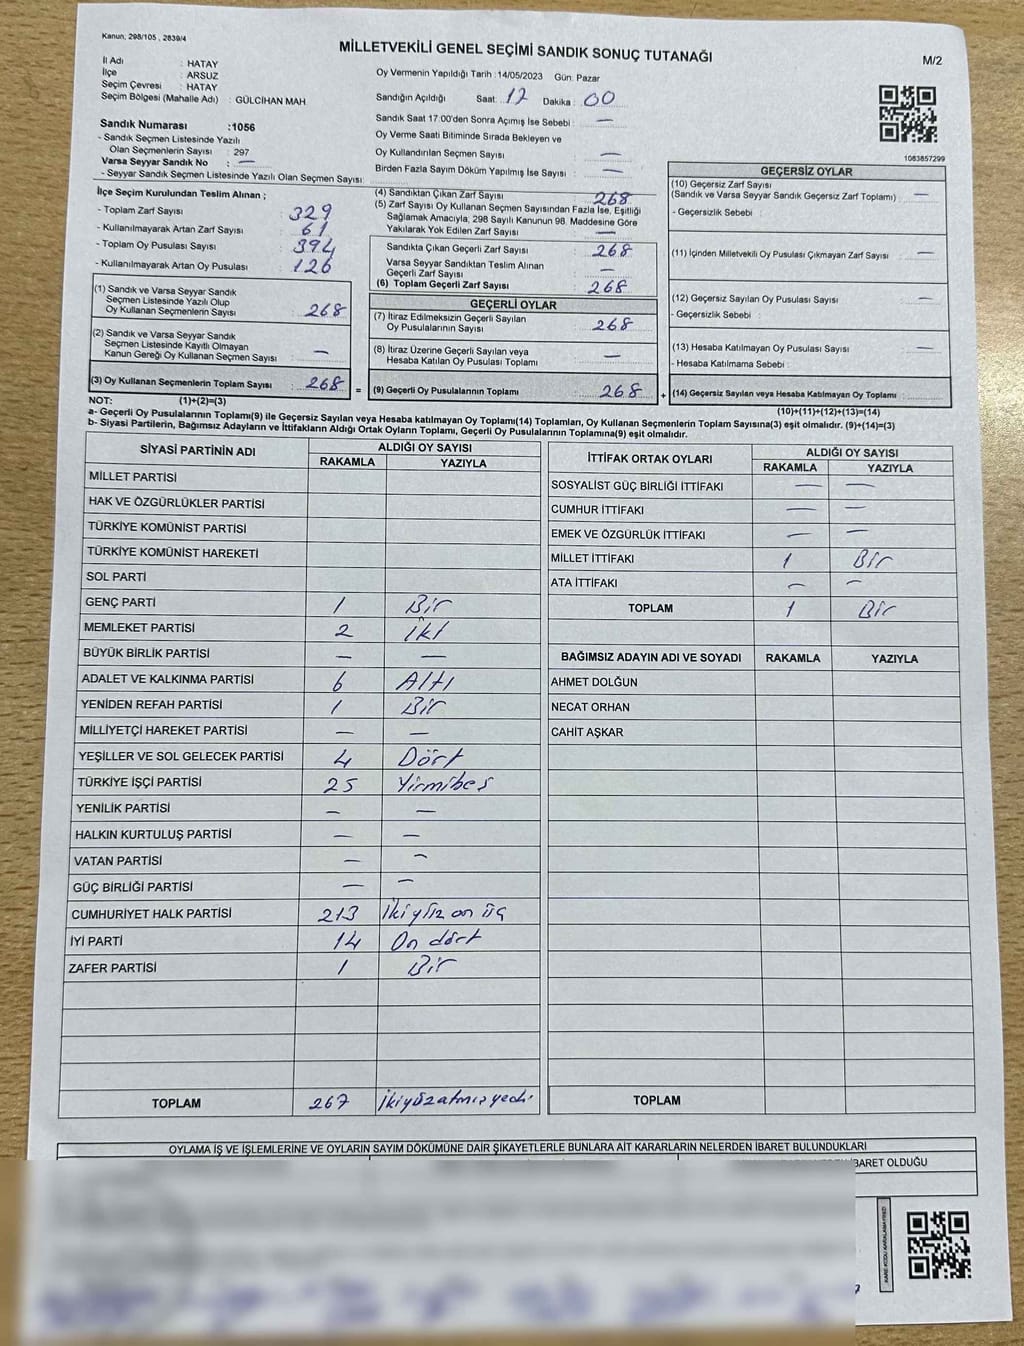 Kanun, 298/105 , 2839/4
MİLLETVEKİLİ GENEL SEÇİMİ SANDIK SONUÇ TUTANAĞI
M/2
İl Adı : HATAY
İlçe : ARSUZ
Seçim Çevresi : HATAY
Seçim Bölgesi (Mahalle Adı) : GÜLCİHAN MAH
Oy Vermenin Yapıldığı Tarih : 14/05/2023 Gün: Pazar
Sandığın Açıldığı Saat : 17 Dakika : 00
Sandık Saat 17.00'den Sonra Açımış İse Sebebi : —
Oy Verme Saati Bitiminde Sırada Bekleyen ve
Oy Kullandırılan Seçmen Sayısı : —
Birden Fazla Sayım Döküm Yapılmış İse Sayısı : —
1083857299
Sandık Numarası : 1056
- Sandık Seçmen Listesinde Yazılı
Olan Seçmenlerin Sayısı : 297
Varsa Seyyar Sandık No : —
- Seyyar Sandık Seçmen Listesinde Yazılı Olan Seçmen Sayısı:
İlçe Seçim Kurulundan Teslim Alınan ;
- Toplam Zarf Sayısı : 329
- Kullanılmayarak Artan Zarf Sayısı : 61
- Toplam Oy Pusulası Sayısı : 394
- Kullanılmayarak Artan Oy Pusulası : 126
(1) Sandık ve Varsa Seyyar Sandık
Seçmen Listesinde Yazılı Olup
Oy Kullanan Seçmenlerin Sayısı : 268
(2) Sandık ve Varsa Seyyar Sandık
Seçmen Listesinde Kayıtlı Olmayan
Kanun Gereği Oy Kullanan Seçmen Sayısı : —
(3) Oy Kullanan Seçmenlerin Toplam Sayısı : 268 =
(4) Sandıktan Çıkan Zarf Sayısı : 268
(5) Zarf Sayısı Oy Kullanan Seçmen Sayısından Fazla İse, Eşitliği
Sağlamak Amacıyla, 298 Sayılı Kanunun 98. Maddesine Göre
Yakılarak Yok Edilen Zarf Sayısı : —
Sandıkta Çıkan Geçerli Zarf Sayısı : 268
Varsa Seyyar Sandıktan Teslim Alınan
Geçerli Zarf Sayısı : —
(6) Toplam Geçerli Zarf Sayısı : 268
GEÇERLİ OYLAR
(7) İtiraz Edilmeksizin Geçerli Sayılan
Oy Pusulalarının Sayısı : 268
(8) İtiraz Üzerine Geçerli Sayılan veya
Hesaba Katılan Oy Pusulası Toplamı : —
(9) Geçerli Oy Pusulalarının Toplamı : 268 +
GEÇERSİZ OYLAR
(10) Geçersiz Zarf Sayısı
(Sandık ve Varsa Seyyar Sandık Geçersiz Zarf Toplamı) : —
- Geçersizlik Sebebi :
(11) İçinden Milletvekili Oy Pusulası Çıkmayan Zarf Sayısı : —
(12) Geçersiz Sayılan Oy Pusulası Sayısı : —
- Geçersizlik Sebebi :
(13) Hesaba Katılmayan Oy Pusulası Sayısı : —
- Hesaba Katılmama Sebebi :
(14) Geçersiz Sayılan veya Hesaba Katılmayan Oy Toplamı :
NOT: (1)+(2)=(3) (10)+(11)+(12)+(13)=(14)
a- Geçerli Oy Pusulalarının Toplamı(9) ile Geçersiz Sayılan veya Hesaba katılmayan Oy Toplamı(14) Toplamları, Oy Kullanan Seçmenlerin Toplam Sayısına(3) eşit olmalıdır. (9)+(14)=(3)
b- Siyasi Partilerin, Bağımsız Adayların ve İttifakların Aldığı Ortak Oyların Toplamı, Geçerli Oy Pusulalarının Toplamına(9) eşit olmalıdır.
SİYASİ PARTİNİN ADI ALDIĞI OY SAYISI
RAKAMLA YAZIYLA
MİLLET PARTİSİ
HAK VE ÖZGÜRLÜKLER PARTİSİ
TÜRKİYE KOMÜNİST PARTİSİ
TÜRKİYE KOMÜNİST HAREKETİ
SOL PARTİ
GENÇ PARTİ 1 Bir
MEMLEKET PARTİSİ 2 İki
BÜYÜK BİRLİK PARTİSİ — —
ADALET VE KALKINMA PARTİSİ 6 Altı
YENİDEN REFAH PARTİSİ 1 Bir
MİLLİYETÇİ HAREKET PARTİSİ — —
YEŞİLLER VE SOL GELECEK PARTİSİ 4 Dört
TÜRKİYE İŞÇİ PARTİSİ 25 Yirmibeş
YENİLİK PARTİSİ — —
HALKIN KURTULUŞ PARTİSİ — —
VATAN PARTİSİ — —
GÜÇ BİRLİĞİ PARTİSİ — —
CUMHURİYET HALK PARTİSİ 213 İkiyüz on üç
İYİ PARTİ 14 On dört
ZAFER PARTİSİ 1 Bir
TOPLAM 267 İkiyüzatmışyedi
İTTİFAK ORTAK OYLARI ALDIĞI OY SAYISI
RAKAMLA YAZIYLA
SOSYALİST GÜÇ BİRLİĞİ İTTİFAKI — —
CUMHUR İTTİFAKI — —
EMEK VE ÖZGÜRLÜK İTTİFAKI — —
MİLLET İTTİFAKI 1 Bir
ATA İTTİFAKI — —
TOPLAM 1 Bir
BAĞIMSIZ ADAYIN ADI VE SOYADI RAKAMLA YAZIYLA
AHMET DOLĞUN
NECAT ORHAN
CAHİT AŞKAR
TOPLAM
OYLAMA İŞ VE İŞLEMLERİNE VE OYLARIN SAYIM DÖKÜMÜNE DAİR ŞİKAYETLERLE BUNLARA AİT KARARLARIN NELERDEN İBARET BULUNDUKLARI
İBARET OLDUĞU
KARE KODU KARALAMAYINIZ!